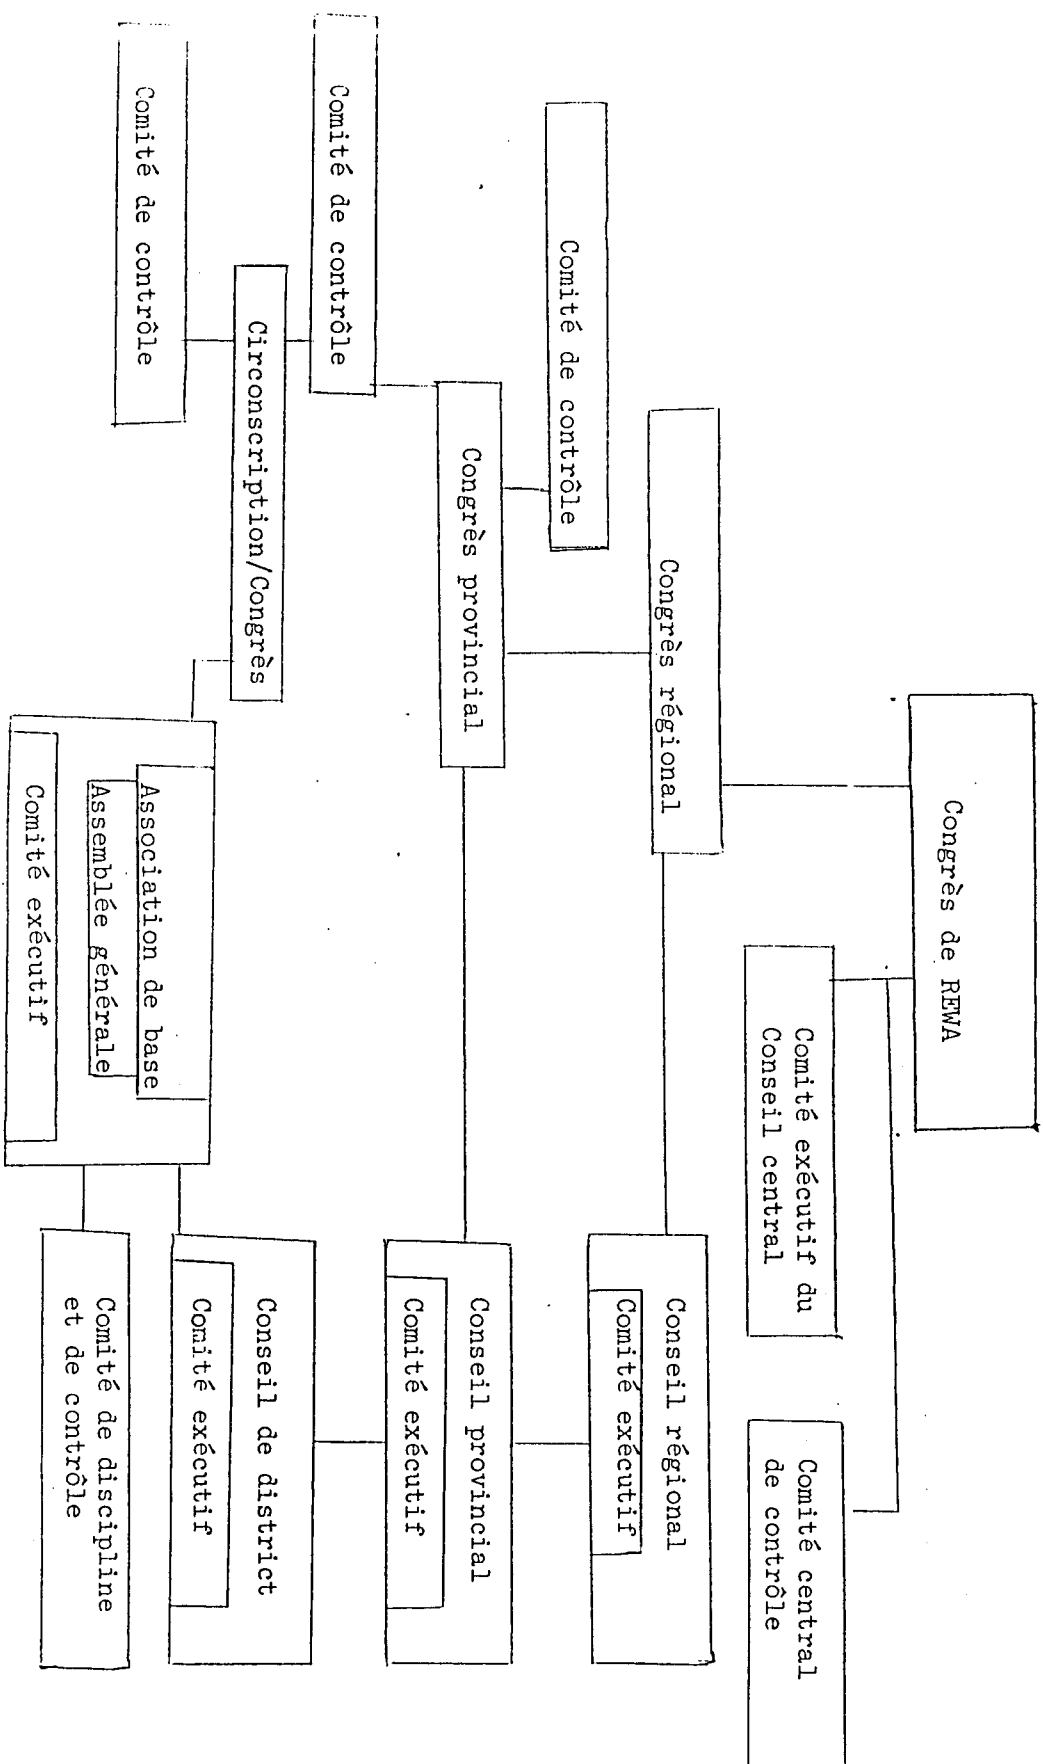 Congrès de REWA
Comité exécutif du
Conseil central
Comité central
de contrôle
Congrès régional
Conseil régional
Comité exécutif
Comité de contrôle
Congrès provincial
Conseil provincial
Comité exécutif
Comité de contrôle
Circonscription/Congrès
Conseil de district
Comité exécutif
Comité de contrôle
Association de base
Assemblée générale
Comité exécutif
Comité de discipline
et de contrôle